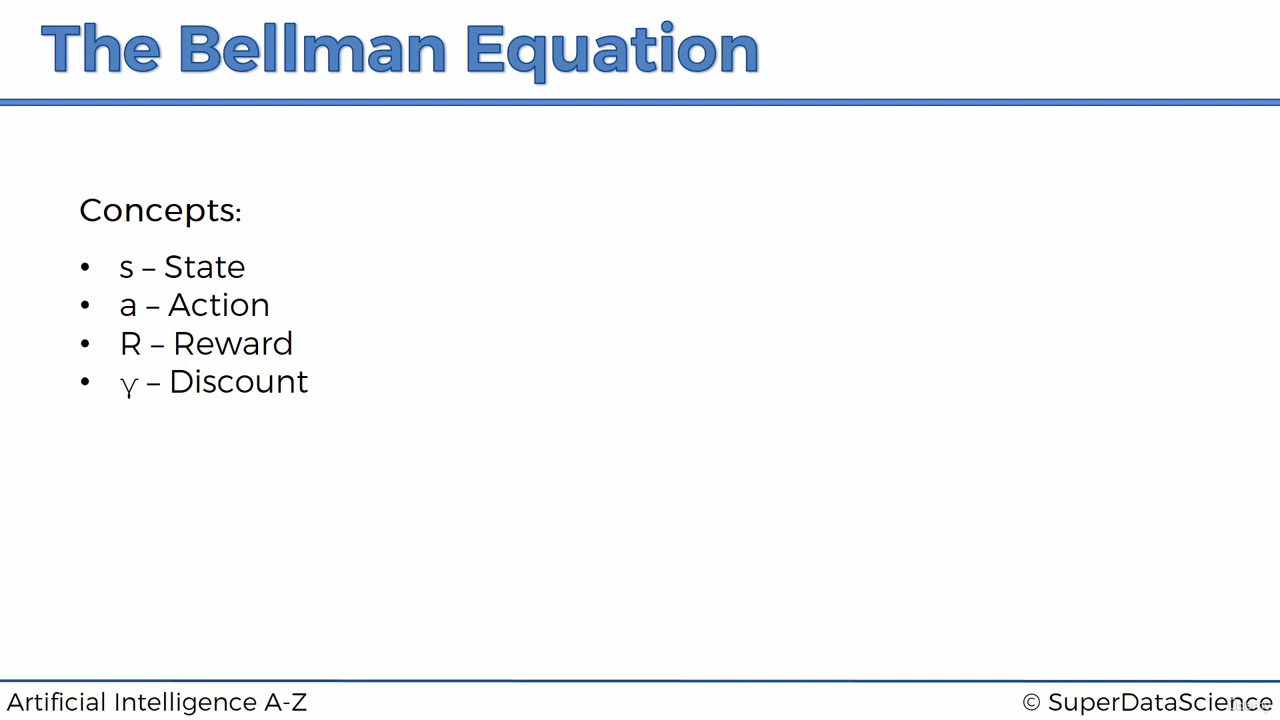 The Bellman Equation
Concepts:
• s – State
• a – Action
• R – Reward
• γ – Discount
Artificial Intelligence A-Z
© SuperDataScience